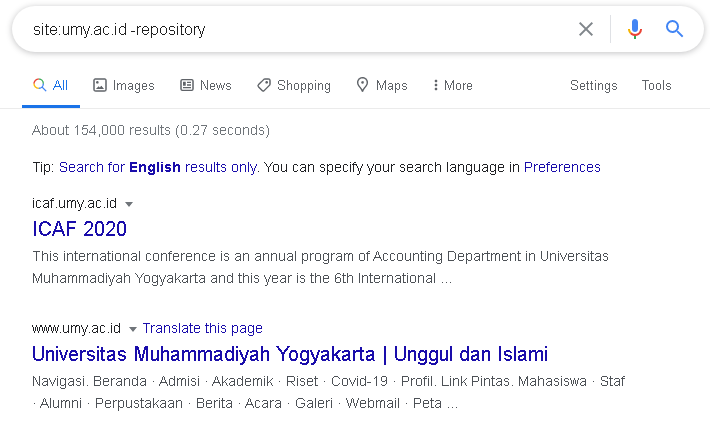 site:umy.ac.id -repository
All Images News Shopping Maps More Settings Tools
About 154,000 results (0.27 seconds)
Tip: Search for English results only. You can specify your search language in Preferences
icaf.umy.ac.id
ICAF 2020
This international conference is an annual program of Accounting Department in Universitas
Muhammadiyah Yogyakarta and this year is the 6th International ...
www.umy.ac.id Translate this page
Universitas Muhammadiyah Yogyakarta | Unggul dan Islami
Navigasi. Beranda · Admisi · Akademik · Riset · Covid-19 · Profil. Link Pintas. Mahasiswa · Staf
· Alumni · Perpustakaan · Berita · Acara · Galeri · Webmail · Peta ...